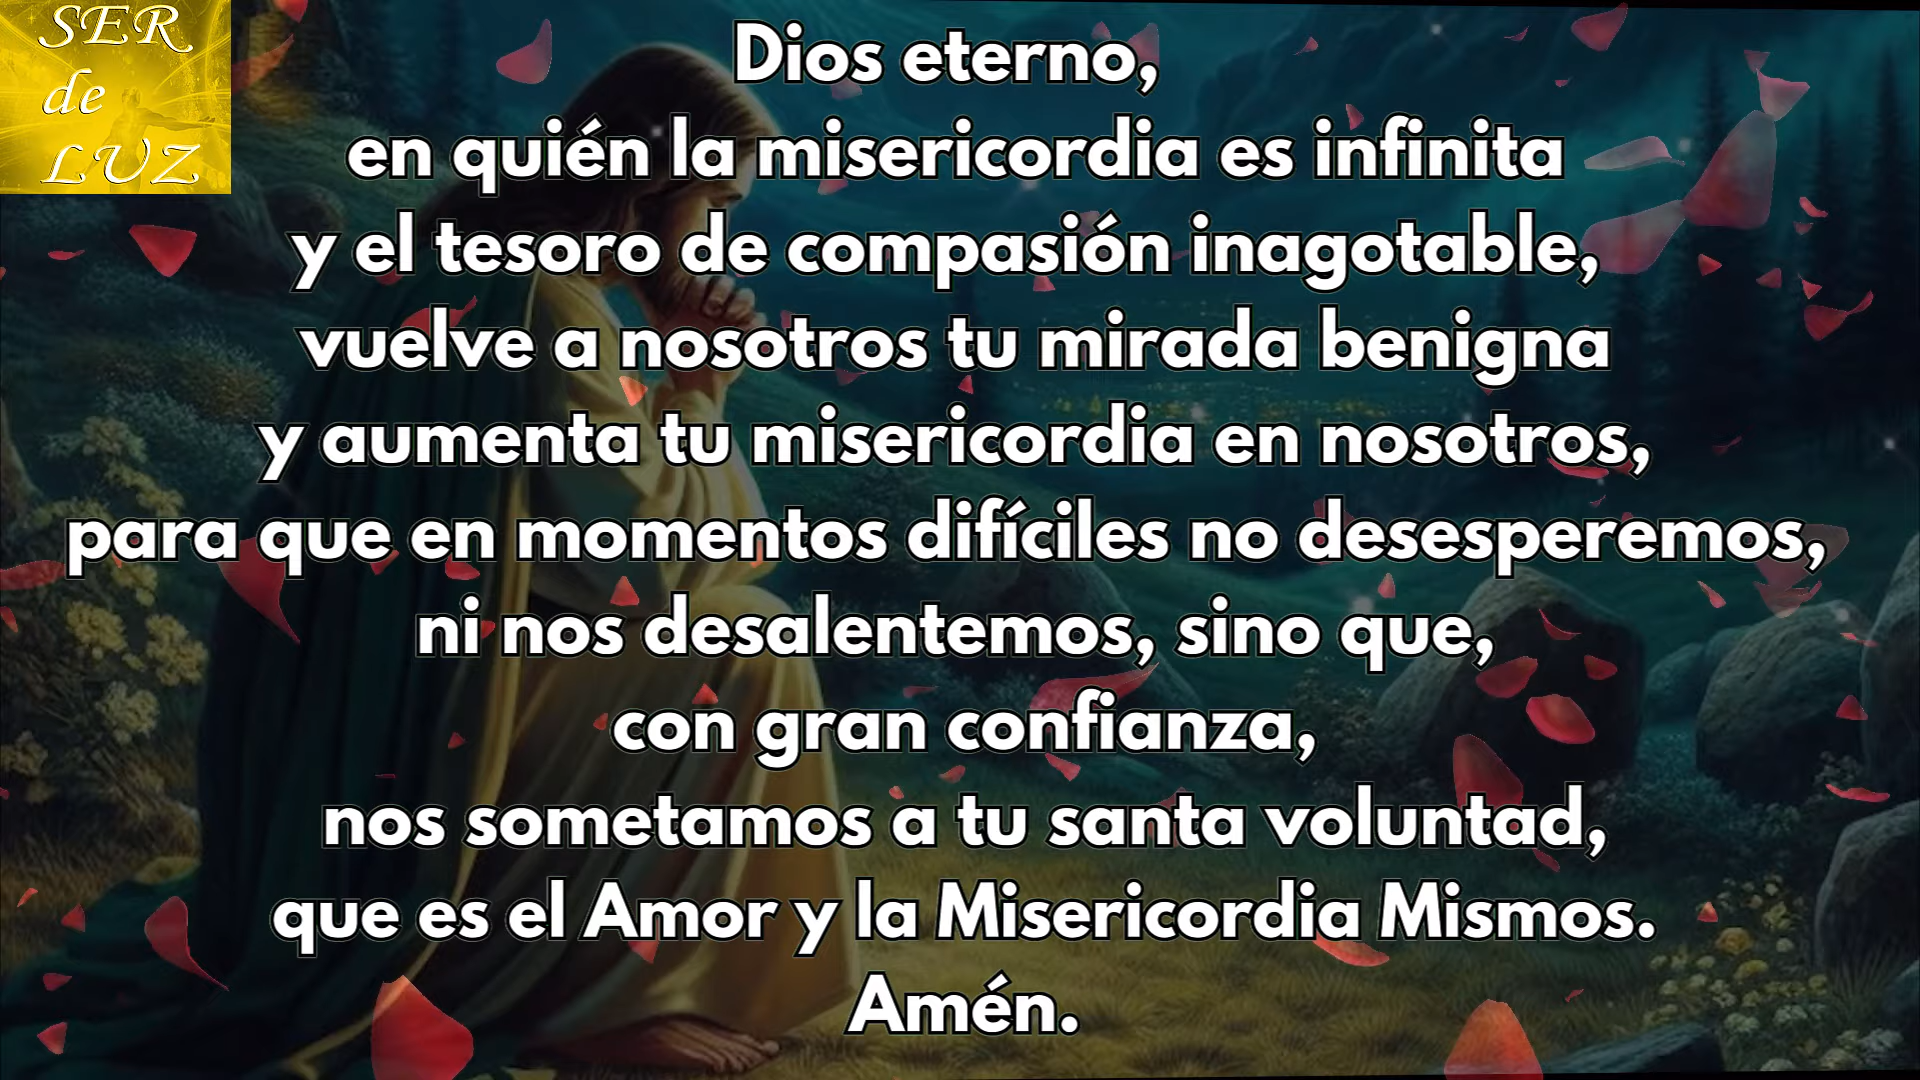 SER
de
LUZ
Dios eterno,
en quién la misericordia es infinita
y el tesoro de compasión inagotable,
vuelve a nosotros tu mirada benigna
y aumenta tu misericordia en nosotros,
para que en momentos difíciles no desesperemos,
ni nos desalentemos, sino que,
con gran confianza,
nos sometamos a tu santa voluntad,
que es el Amor y la Misericordia Mismos.
Amén.